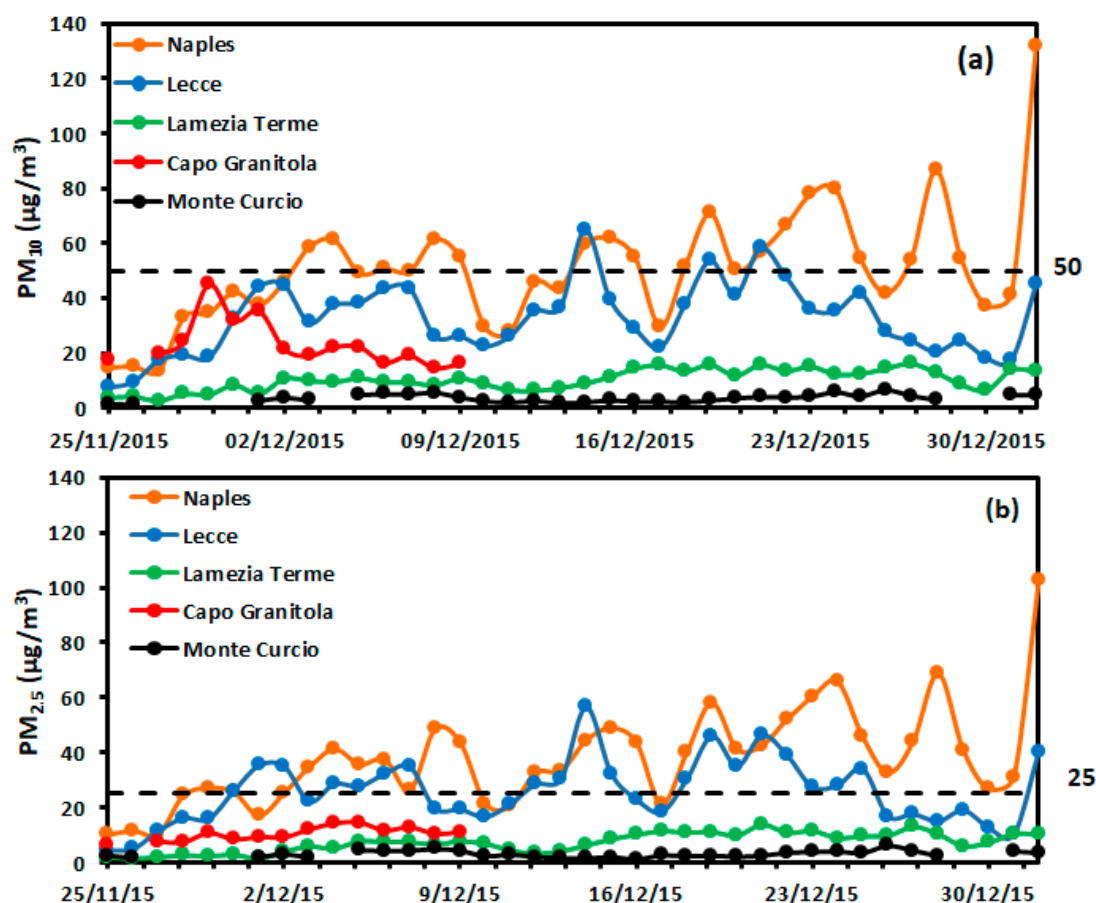 140
120
100
80
60
40
20
0
PM10 (μg/m³)
Naples
Lecce
Lamezia Terme
Capo Granitola
Monte Curcio
(a)
50
25/11/2015 02/12/2015 09/12/2015 16/12/2015 23/12/2015 30/12/2015
140
120
100
80
60
40
20
0
PM2.5 (μg/m³)
Naples
Lecce
Lamezia Terme
Capo Granitola
Monte Curcio
(b)
25
25/11/15 2/12/15 9/12/15 16/12/15 23/12/15 30/12/15